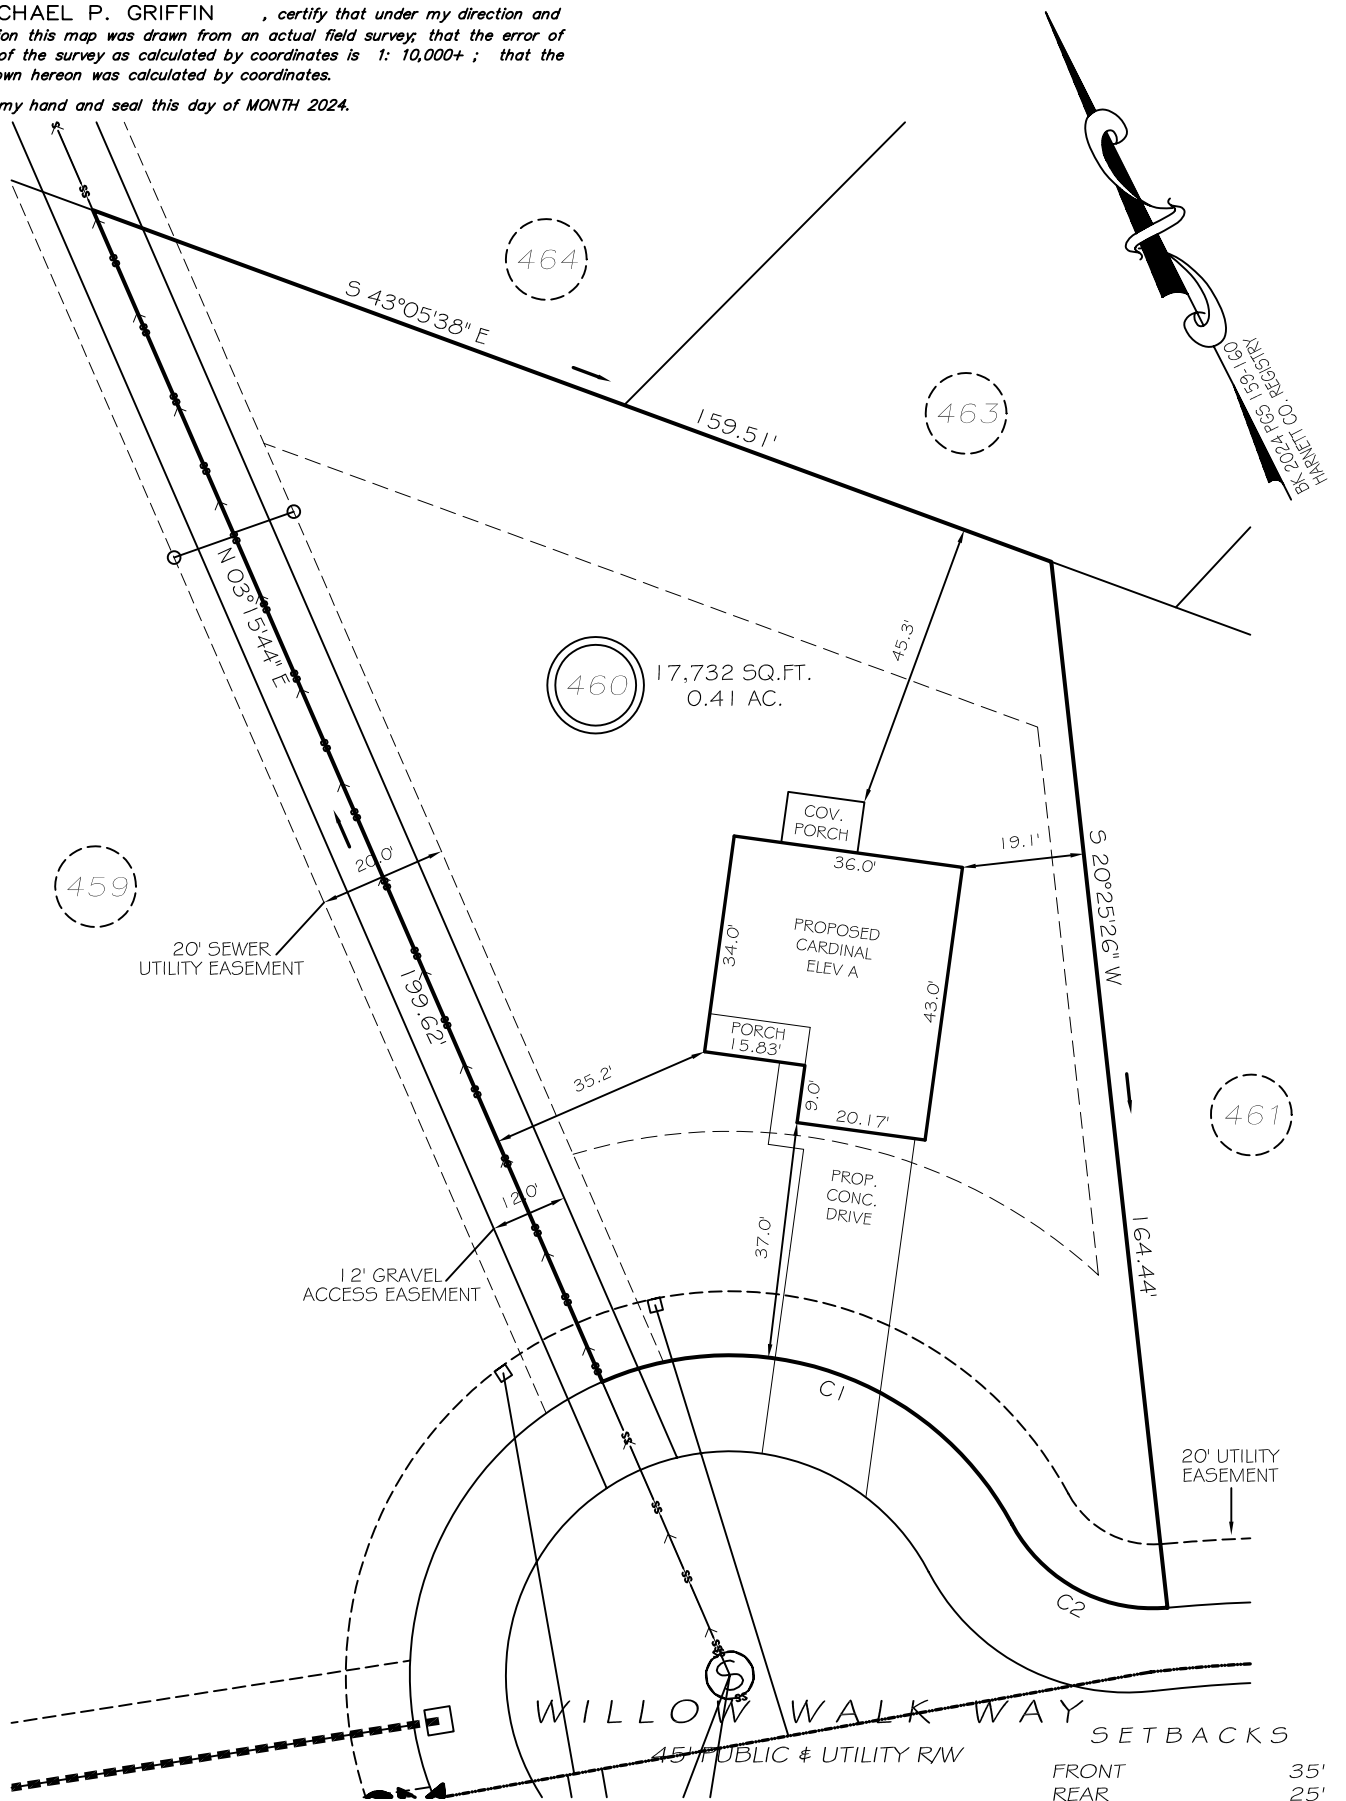 CHAEL P. GRIFFIN , certify that under my direction and
ion this map was drawn from an actual field survey; that the error of
of the survey as calculated by coordinates is 1: 10,000+ ; that the
own hereon was calculated by coordinates.
my hand and seal this day of MONTH 2024.
464
S 43°05'38" E
159.51'
463
BK 2024 PGS 159-160
HARNETT CO. REGISTRY
N 03°15'44" E
199.62'
460
17,732 SQ.FT.
0.41 AC.
45.3'
COV.
PORCH
36.0'
19.1'
S 20°25'26" W
164.44'
459
20.0'
20' SEWER
UTILITY EASEMENT
34.0'
PROPOSED
CARDINAL
ELEV A
43.0'
PORCH
15.83'
35.2'
9.0'
20.17'
461
12.0'
12' GRAVEL
ACCESS EASEMENT
PROP.
CONC.
DRIVE
37.0'
C1
20' UTILITY
EASEMENT
C2
SS
SS
SS
SS
S
WILLOW WALK WAY
45' PUBLIC & UTILITY R/W
SETBACKS
FRONT 35'
REAR 25'